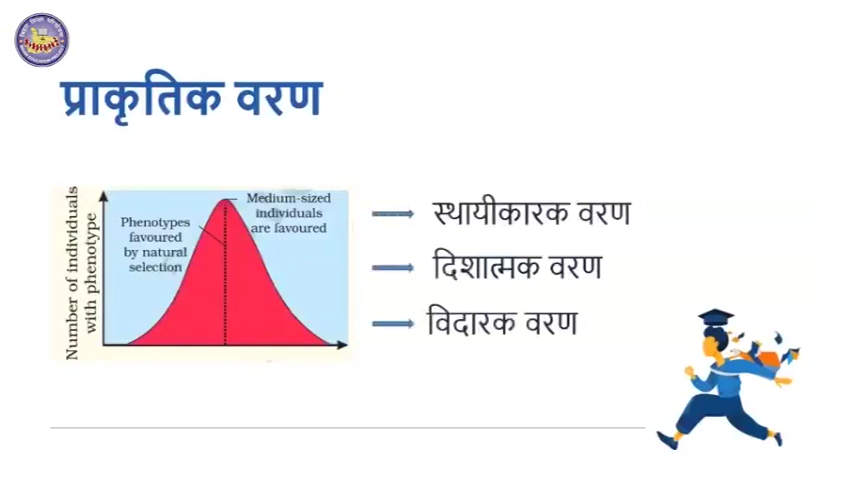 प्राकृतिक वरण
Number of individuals
with phenotype
Phenotypes
favoured
by natural
selection
Medium-sized
individuals
are favoured
स्थायीकारक वरण
दिशात्मक वरण
विदारक वरण